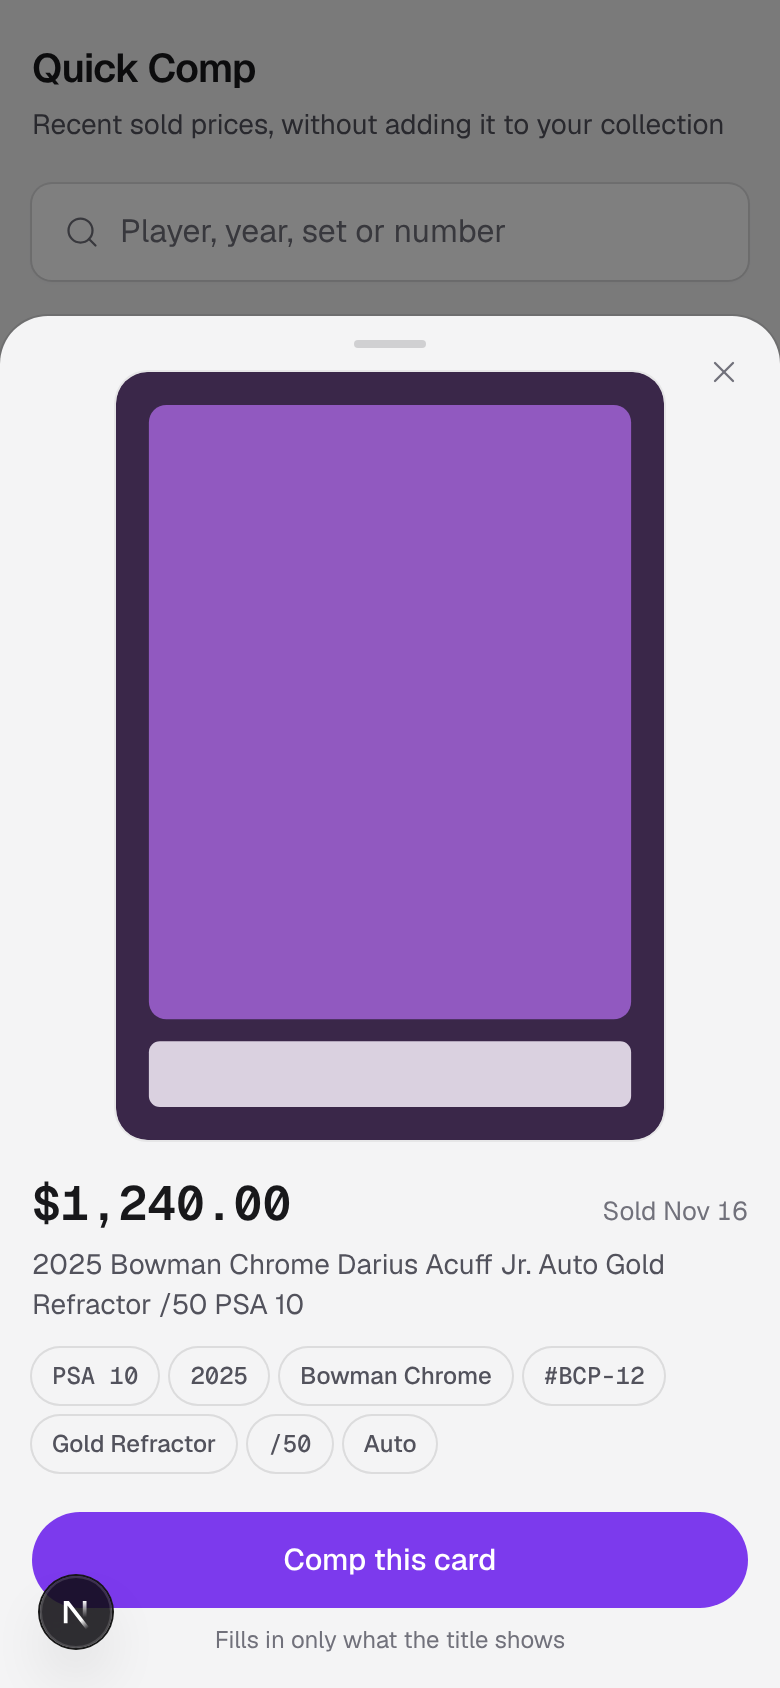 Quick Comp
Recent sold prices, without adding it to your collection
Player, year, set or number
$1,240.00
Sold Nov 16
2025 Bowman Chrome Darius Acuff Jr. Auto Gold
Refractor /50 PSA 10
PSA 10
2025
Bowman Chrome
#BCP-12
Gold Refractor
/50
Auto
Comp this card
N
Fills in only what the title shows